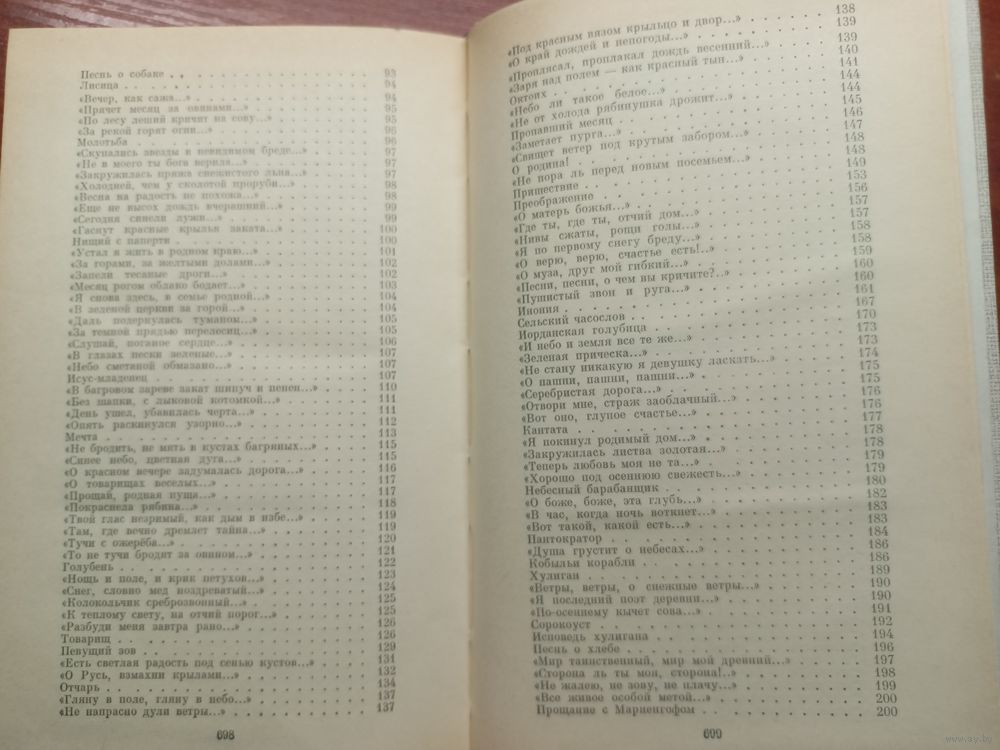 Песнь о собаке . . . 93
Лисица . . . 94
«Вечер, как сажа...» . . . 94
«Прячет месяц за овинами...» . . . 95
«По лесу леший кричит на сову...» . . . 95
«За рекой горят огни...» . . . 96
Молотьба . . . 96
«Скупались звезды в невидимом бреде...» . . . 97
«Не в моего ты бога верила...» . . . 97
«Закружилась пряжа снежистого льна...» . . . 97
«Холодней, чем у сколотой проруби...» . . . 98
«Весна на радость не похожа...» . . . 98
«Еще не высох дождь вчерашний...» . . . 99
«Сегодня синели лужи...» . . . 99
«Гаснут красные крылья заката...» . . . 100
Нищий с паперти . . . 100
«Устал я жить в родном краю...» . . . 101
«За горами, за желтыми долами...» . . . 102
«Запели тесаные дроги...» . . . 102
«Месяц рогом облако бодает...» . . . 103
«Я снова здесь, в семье родной...» . . . 104
«В зеленой церкви за горой...» . . . 104
«Даль подернулась туманом...» . . . 105
«За темной прядью перелесиц...» . . . 105
«Слушай, поганое сердце...» . . . 106
«В глазах пески зеленые...» . . . 107
«Небо сметаной обмазано...» . . . 107
Исус-младенец . . . 107
«В багровом зареве закат шипуч и пенен...» . . . 110
«Без шапки, с лыковой котомкой...» . . . 111
«День ушел, убавилась черта...» . . . 111
«Опять раскинулся узорно...» . . . 112
Мечта . . . 113
«Не бродить, не мять в кустах багряных...» . . . 115
«Синее небо, цветная дуга...» . . . 115
«О красном вечере задумалась дорога...» . . . 116
«О товарищах веселых...» . . . 117
«Прощай, родная пуща...» . . . 117
«Покраснела рябина...» . . . 118
«Твой глас незримый, как дым в избе...» . . . 119
«Там, где вечно дремлет тайна...» . . . 119
«Тучи с ожерёба...» . . . 120
«То не тучи бродят за овином...» . . . 121
Голубень . . . 122
«Нощь и поле, и крик петухов...» . . . 123
«Снег, словно мед ноздреватый...» . . . 124
«Колокольчик среброзвонный...» . . . 125
«К теплому свету, на отчий порог...» . . . 125
«Разбуди меня завтра рано...» . . . 126
Товарищ . . . 126
Певущий зов . . . 129
«Есть светлая радость под сенью кустов...» . . . 131
«О Русь, взмахни крылами...» . . . 132
Отчарь . . . 134
«Гляну в поле, гляну в небо...» . . . 137
«Не напрасно дули ветры...» . . . 137
698
«Под красным вязом крыльцо и двор...» . . . 138
«О край дождей и непогоды...» . . . 139
«Проплясал, проплакал дождь весенний...» . . . 139
«Заря над полем — как красный тын...» . . . 140
Октоих . . . 141
«Небо ли такое белое...» . . . 144
«Не от холода рябинушка дрожит...» . . . 144
Пропавший месяц . . . 145
«Заметает пурга...» . . . 146
«Свищет ветер под крутым забором...» . . . 147
О родина! . . . 148
«Не пора ль перед новым посемьем...» . . . 148
Пришествие . . . 149
Преображение . . . 153
«О матерь божья...» . . . 156
«Где ты, где ты, отчий дом...» . . . 157
«Нивы сжаты, рощи голы...» . . . 157
«Я по первому снегу бреду...» . . . 158
«О верю, верю, счастье есть!..» . . . 158
«О муза, друг мой гибкий...» . . . 159
«Песни, песни, о чем вы кричите?..» . . . 160
«Пушистый звон и руга...» . . . 160
Инония . . . 161
Сельский часослов . . . 167
Иорданская голубица . . . 170
«И небо и земля все те же...» . . . 173
«Зеленая прическа...» . . . 173
«Не стану никакую я девушку ласкать...» . . . 174
«О пашни, пашни, пашни...» . . . 175
«Серебристая дорога...» . . . 175
«Отвори мне, страж заоблачный...» . . . 176
«Вот оно, глупое счастье...» . . . 176
Кантата . . . 177
«Я покинул родимый дом...» . . . 178
«Закружилась листва золотая...» . . . 178
«Теперь любовь моя не та...» . . . 179
«Хорошо под осеннюю свежесть...» . . . 179
Небесный барабанщик . . . 180
«О боже, боже, эта глубь...» . . . 182
«В час, когда ночь воткнет...» . . . 183
«Вот такой, какой есть...» . . . 183
Пантократор . . . 184
«Душа грустит о небесах...» . . . 186
Кобыльи корабли . . . 186
Хулиган . . . 189
«Ветры, ветры, о снежные ветры...» . . . 190
«Я последний поэт деревни...» . . . 190
«По-осеннему кычет сова...» . . . 191
Сорокоуст . . . 192
Исповедь хулигана . . . 194
Песнь о хлебе . . . 196
«Мир таинственный, мир мой древний...» . . . 197
«Сторона ль ты моя, сторона!..» . . . 198
«Не жалею, не зову, не плачу...» . . . 199
«Все живое особой метой...» . . . 200
Прощание с Мариенгофом . . . 200
699
www.ay.by